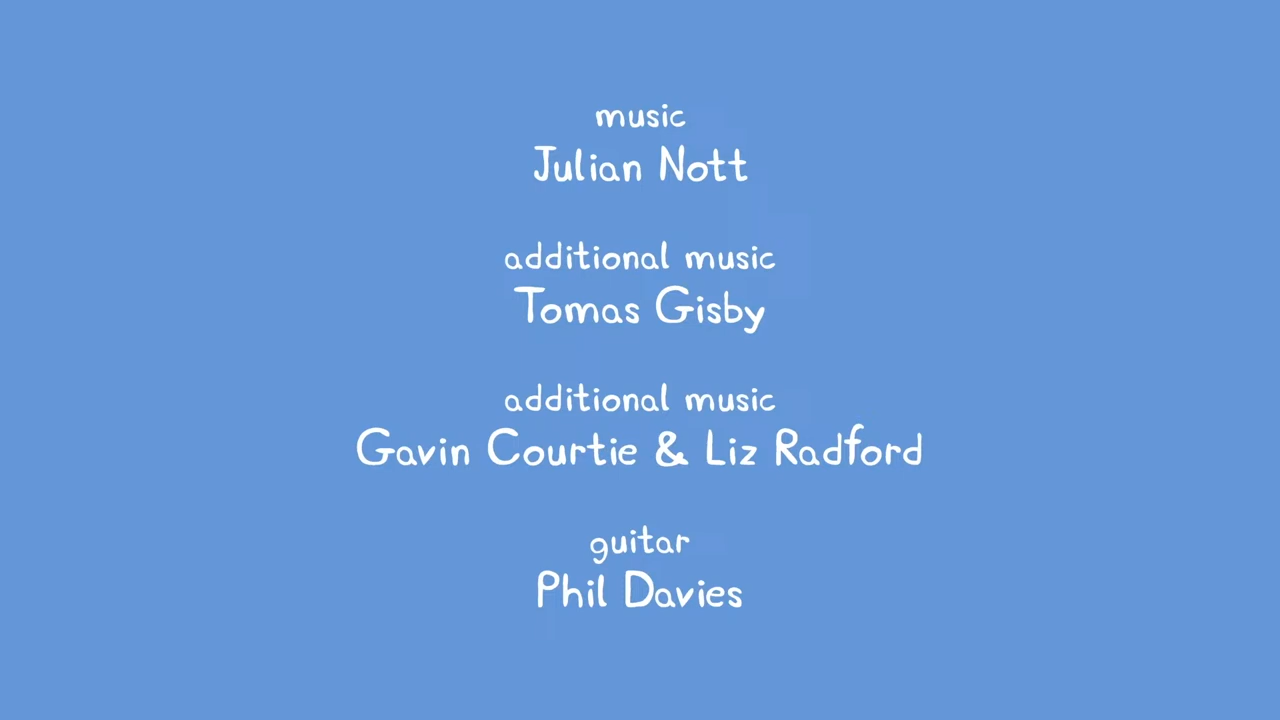 music
Julian Nott
additional music
Tomas Gisby
additional music
Gavin Courtie & Liz Radford
guitar
Phil Davies